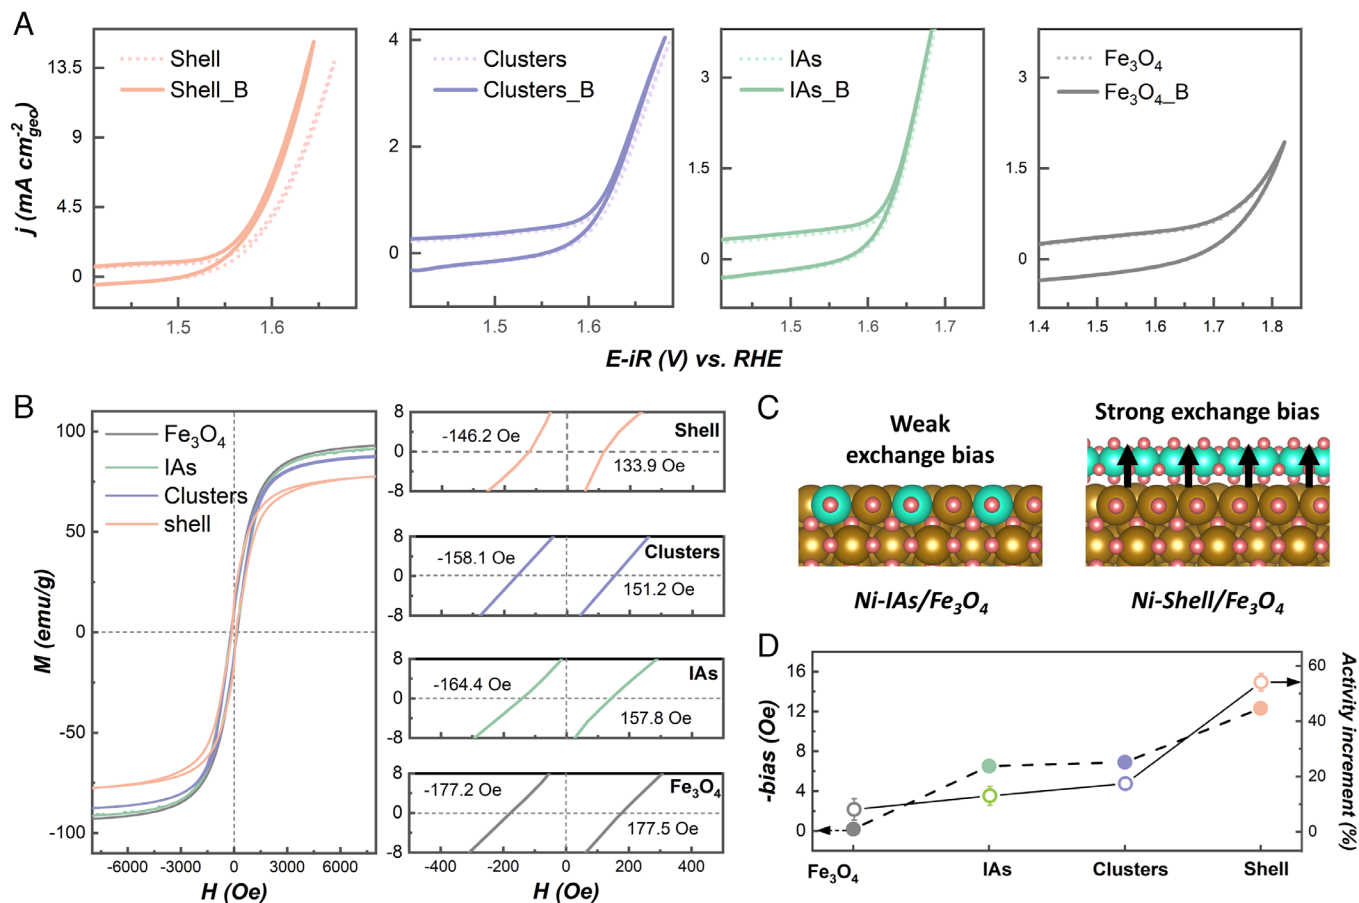 A
Shell
Shell_B
Clusters
Clusters_B
IAs
IAs_B
Fe₃O₄
Fe₃O₄_B
13.5
9
4.5
0
4
2
0
3
1.5
0
3
1.5
0
j (mA cm⁻²geo)
1.5 1.6
1.5 1.6
1.5 1.6 1.7
1.4 1.5 1.6 1.7 1.8
E-iR (V) vs. RHE
B
Fe₃O₄
IAs
Clusters
shell
100
50
0
-50
-100
M (emu/g)
-6000 -3000 0 3000 6000
H (Oe)
8
0
-8
Shell
-146.2 Oe
133.9 Oe
8
0
-8
Clusters
-158.1 Oe
151.2 Oe
8
0
-8
IAs
-164.4 Oe
157.8 Oe
8
0
-8
Fe₃O₄
-177.2 Oe
177.5 Oe
-400 -200 0 200 400
H (Oe)
C
Weak
exchange bias
Strong exchange bias
Ni-IAs/Fe₃O₄
Ni-Shell/Fe₃O₄
D
16
12
8
4
0
-bias (Oe)
60
40
20
0
Activity increment (%)
Fe₃O₄ IAs Clusters Shell